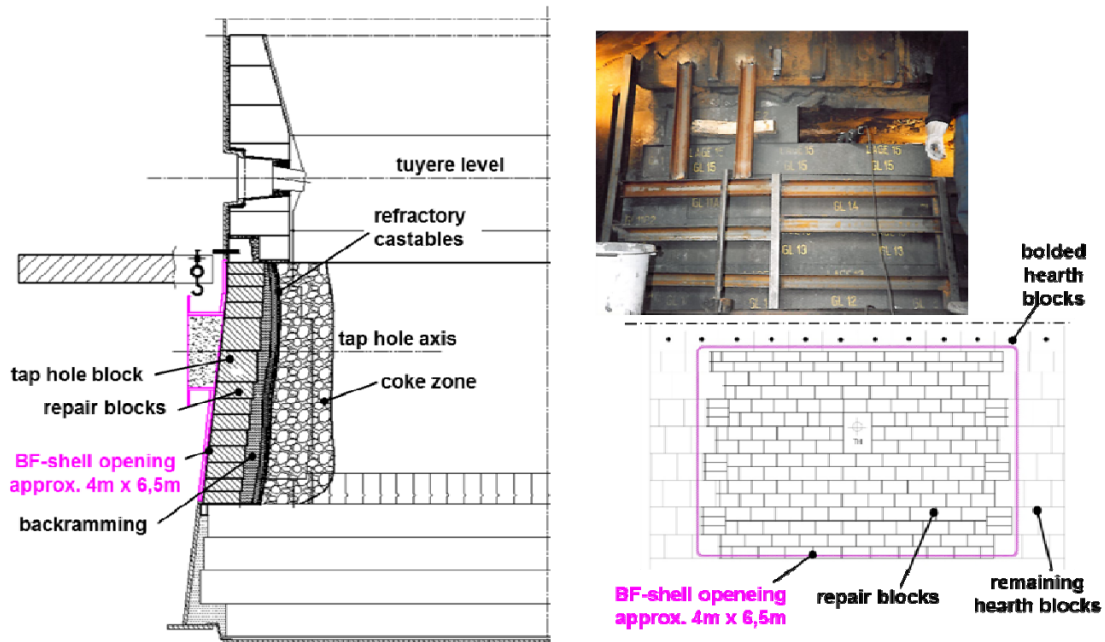 tuyere level
refractory
castables
tap hole axis
tap hole block
coke zone
repair blocks
BF-shell opening
approx. 4m x 6,5m
backramming
LAGE 15
LAGE 15
GL 15
GL 15
GL 14
GL 13
GL 13
GL 12
bolded
hearth
blocks
TH
BF-shell openeing
approx. 4m x 6,5m
repair blocks
remaining
hearth blocks